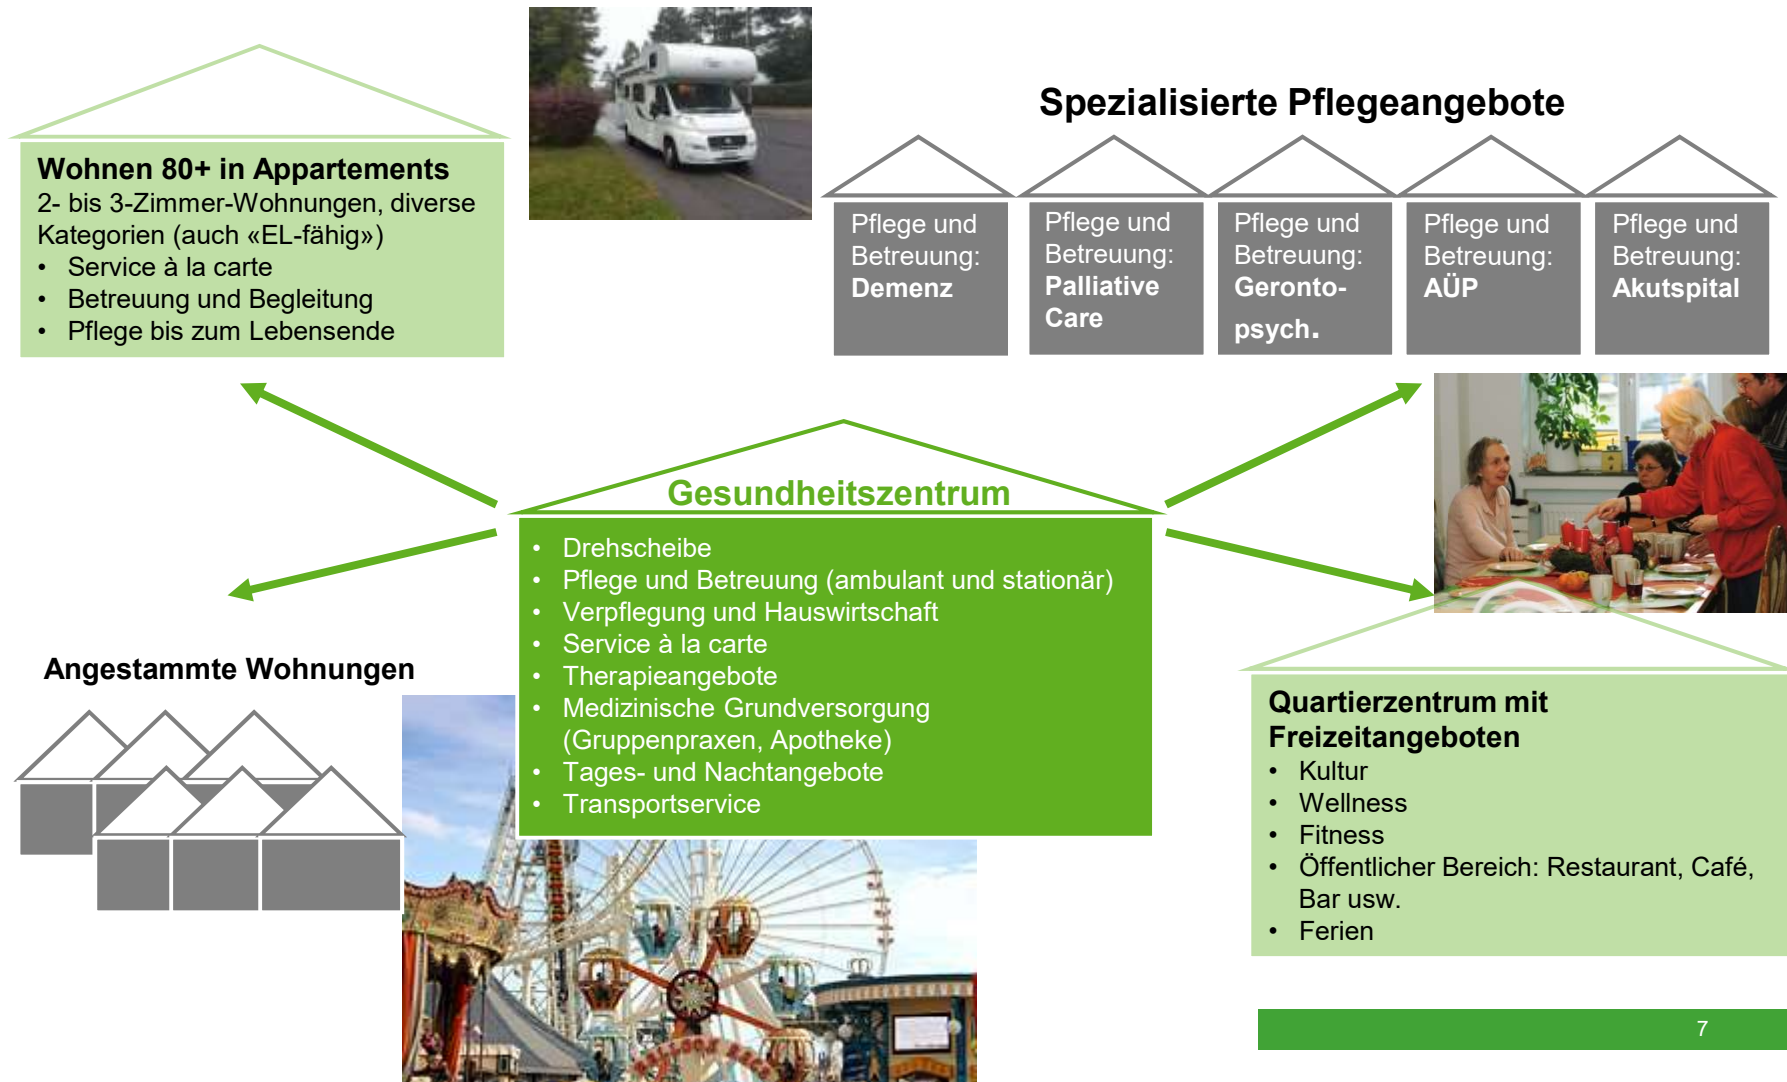 Wohnen 80+ in Appartements
2- bis 3-Zimmer-Wohnungen, diverse
Kategorien (auch «EL-fähig»)
• Service à la carte
• Betreuung und Begleitung
• Pflege bis zum Lebensende
Spezialisierte Pflegeangebote
Pflege und
Betreuung:
Demenz
Pflege und
Betreuung:
Palliative
Care
Pflege und
Betreuung:
Geronto-
psych.
Pflege und
Betreuung:
AÜP
Pflege und
Betreuung:
Akutspital
Gesundheitszentrum
• Drehscheibe
• Pflege und Betreuung (ambulant und stationär)
• Verpflegung und Hauswirtschaft
• Service à la carte
• Therapieangebote
• Medizinische Grundversorgung
(Gruppenpraxen, Apotheke)
• Tages- und Nachtangebote
• Transportservice
Angestammte Wohnungen
Quartierzentrum mit
Freizeitangeboten
• Kultur
• Wellness
• Fitness
• Öffentlicher Bereich: Restaurant, Café,
Bar usw.
• Ferien
7